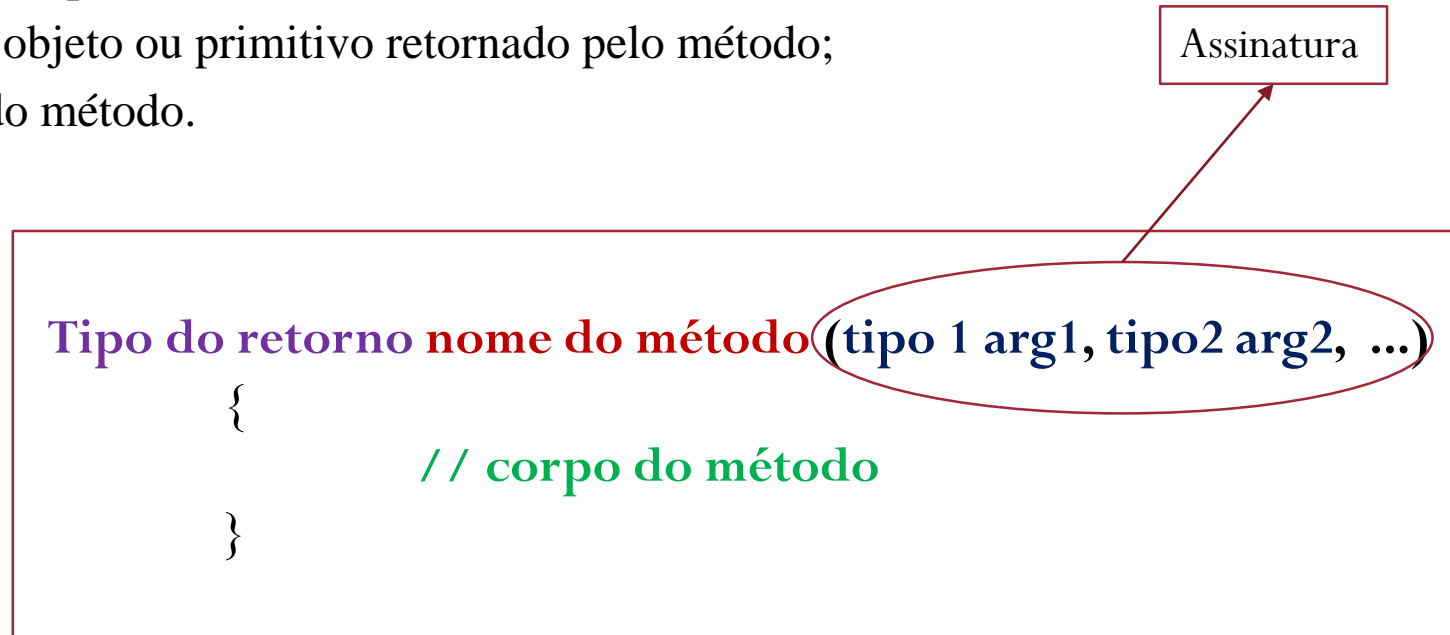 objeto ou primitivo retornado pelo método;
do método.
Assinatura
Tipo do retorno nome do método (tipo 1 arg1, tipo2 arg2, ...)
{
// corpo do método
}